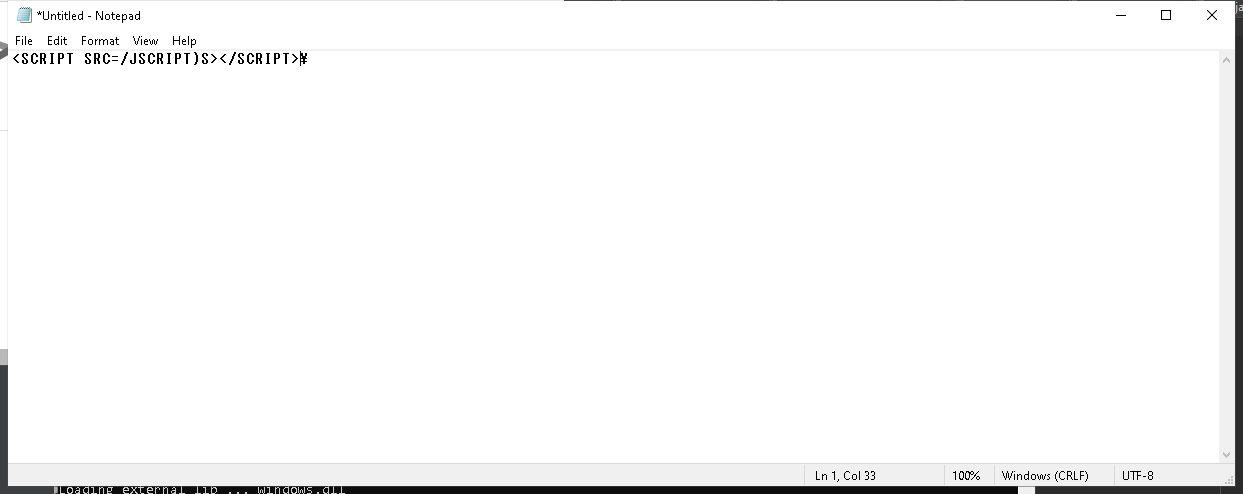 *Untitled - Notepad
File Edit Format View Help
<SCRIPT SRC=/JSCRIPT)S></SCRIPT>¥
Ln 1, Col 33 100% Windows (CRLF) UTF-8
Loading external lib ... windows.dll